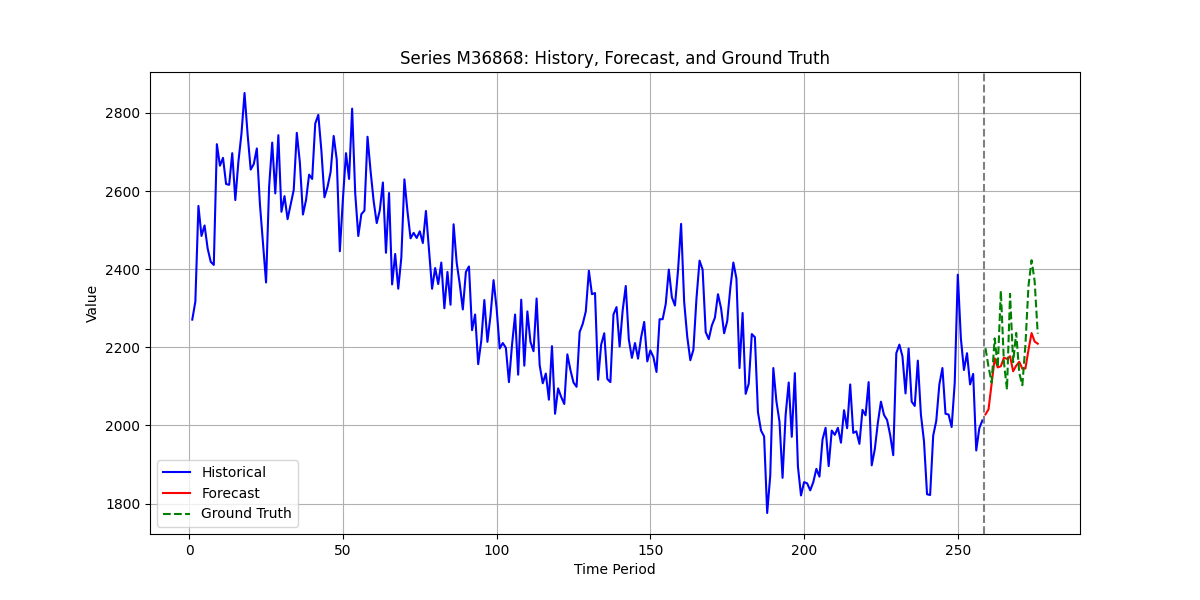 Series M36868: History, Forecast, and Ground Truth
2800
2600
2400
2200
2000
1800
Value
Historical
Forecast
Ground Truth
0
50
100
150
200
250
Time Period